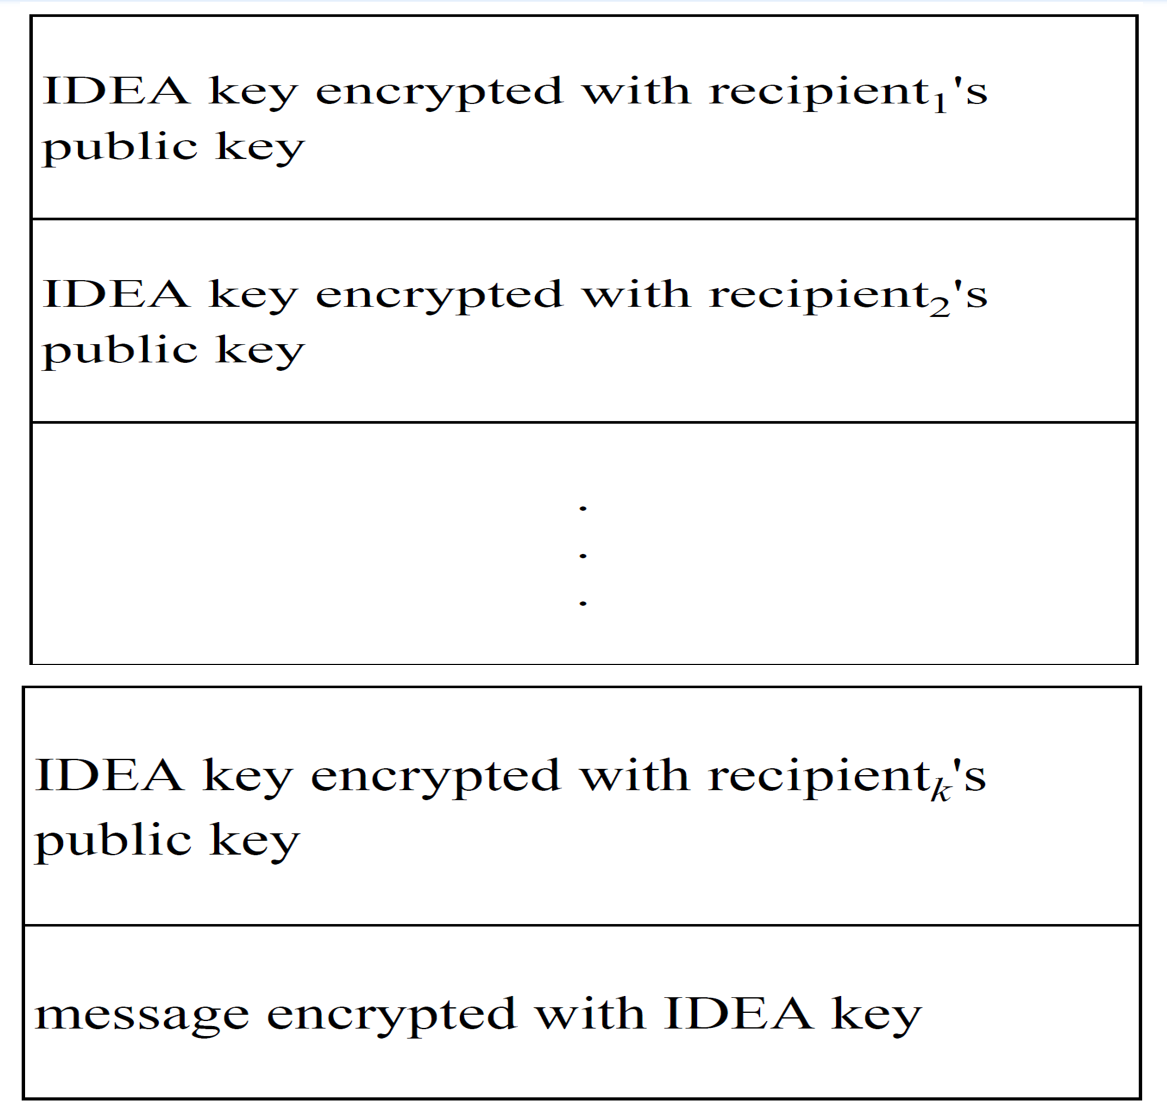 IDEA key encrypted with recipient₁'s
public key
IDEA key encrypted with recipient₂'s
public key
.
.
.
IDEA key encrypted with recipientₖ's
public key
message encrypted with IDEA key